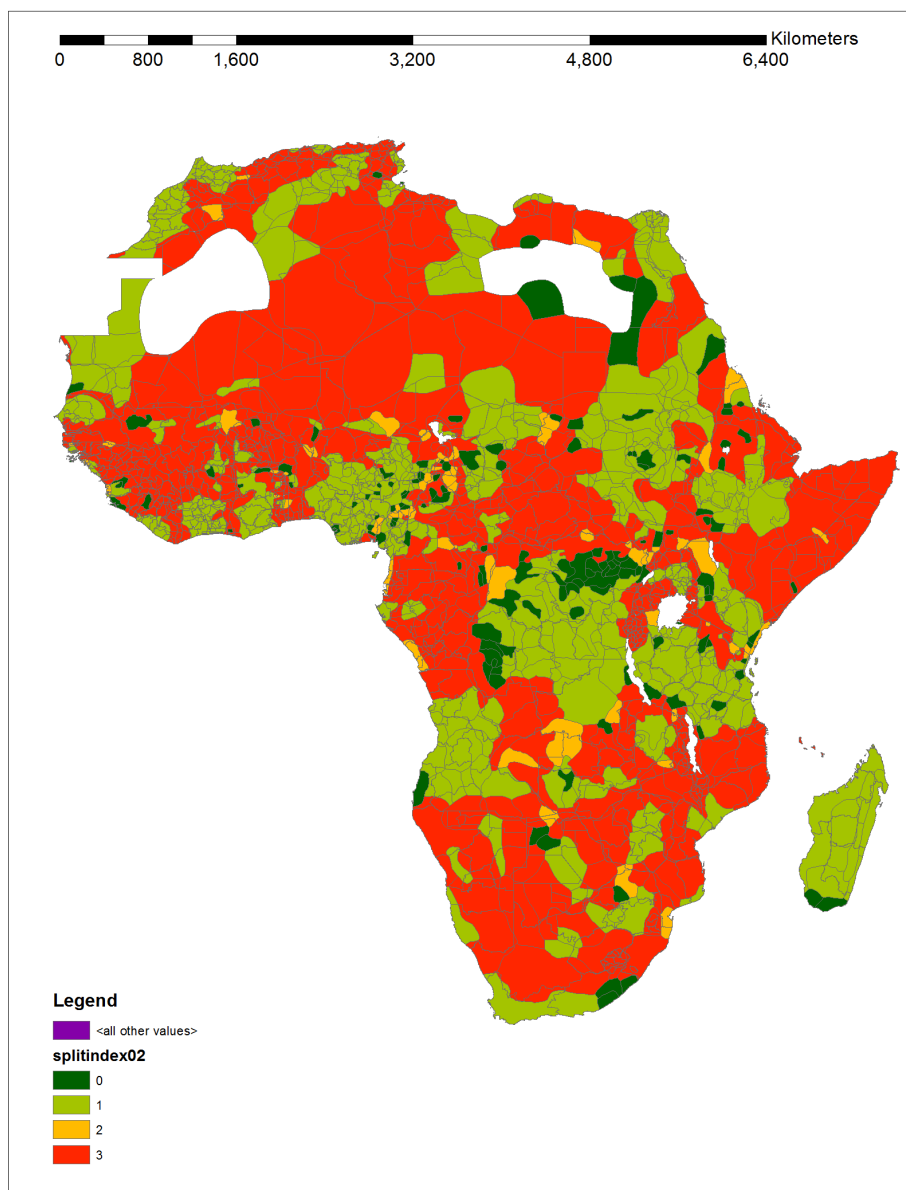 Kilometers
0 800 1,600 3,200 4,800 6,400
Legend
<all other values>
splitindex02
0
1
2
3